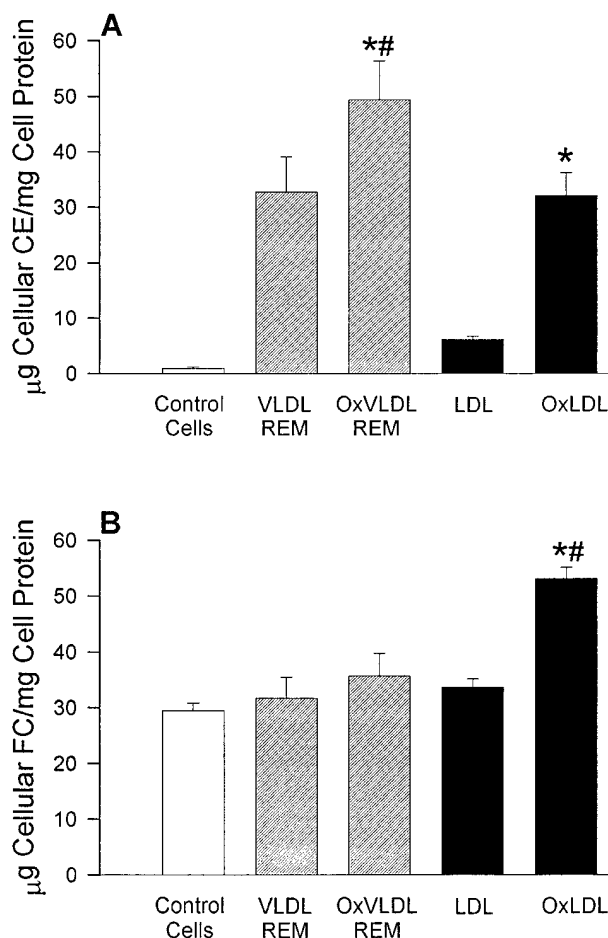 A
μg Cellular CE/mg Cell Protein
60
50
40
30
20
10
0
*#
*
Control
Cells
VLDL
REM
OxVLDL
REM
LDL
OxLDL
B
μg Cellular FC/mg Cell Protein
60
50
40
30
20
10
0
*#
Control
Cells
VLDL
REM
OxVLDL
REM
LDL
OxLDL